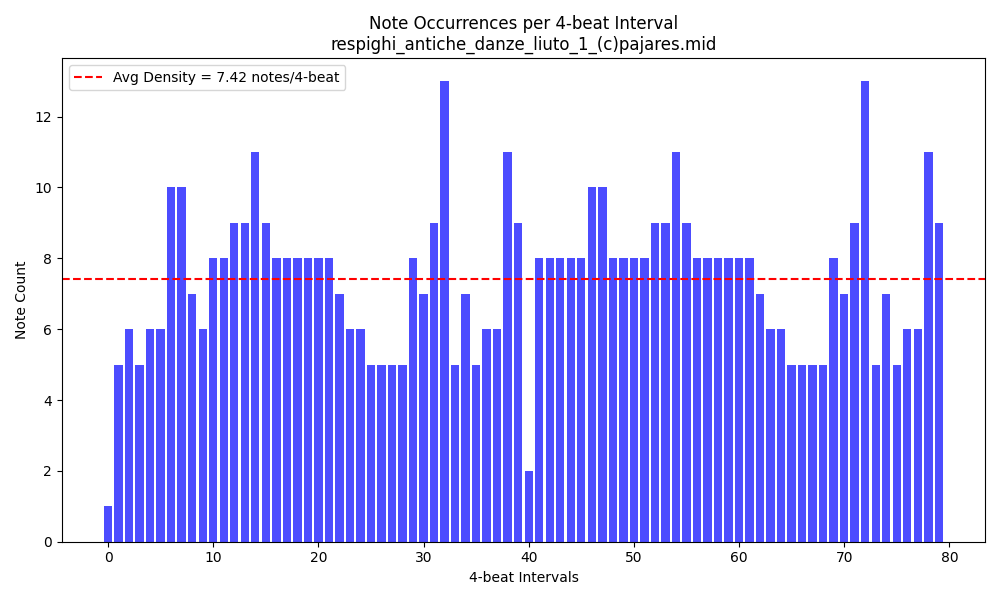 Note Occurrences per 4-beat Interval
respighi_antiche_danze_liuto_1_(c)pajares.mid
Avg Density = 7.42 notes/4-beat
Note Count
12
10
8
6
4
2
0
0 10 20 30 40 50 60 70 80
4-beat Intervals